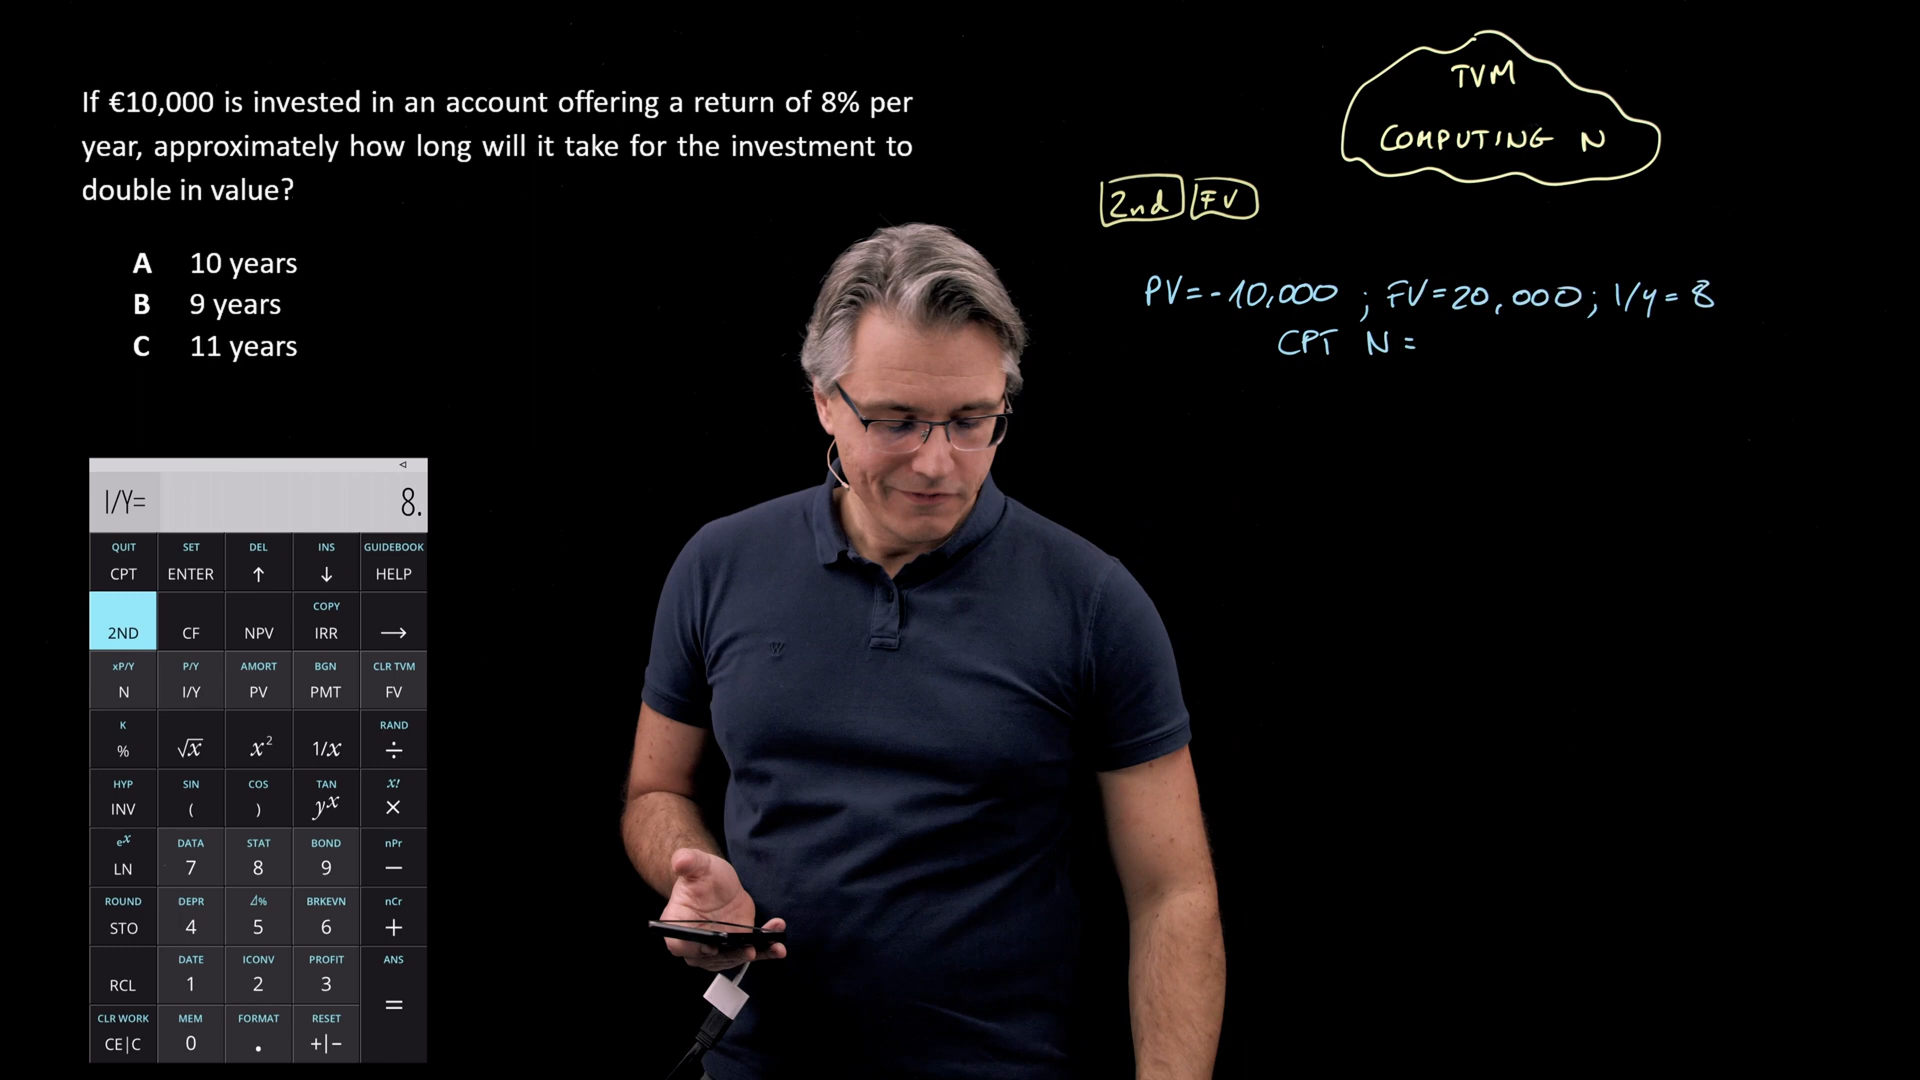 If €10,000 is invested in an account offering a return of 8% per
year, approximately how long will it take for the investment to
double in value?
A 10 years
B 9 years
C 11 years
TVM
COMPUTING N
2nd FV
PV=-10,000 ; FV=20,000; I/Y=8
CPT N =
I/Y= 8.
QUIT SET DEL INS GUIDEBOOK
CPT ENTER ↑ ↓ HELP
COPY
2ND CF NPV IRR →
xP/Y P/Y AMORT BGN CLR TVM
N I/Y PV PMT FV
K RAND
% √x x² 1/x ÷
HYP SIN COS TAN x!
INV ( ) yˣ ×
eˣ DATA STAT BOND nPr
LN 7 8 9 −
ROUND DEPR Δ% BRKEVN nCr
STO 4 5 6 +
DATE ICONV PROFIT ANS
RCL 1 2 3 =
CLR WORK MEM FORMAT RESET
CE|C 0 . +|−
W